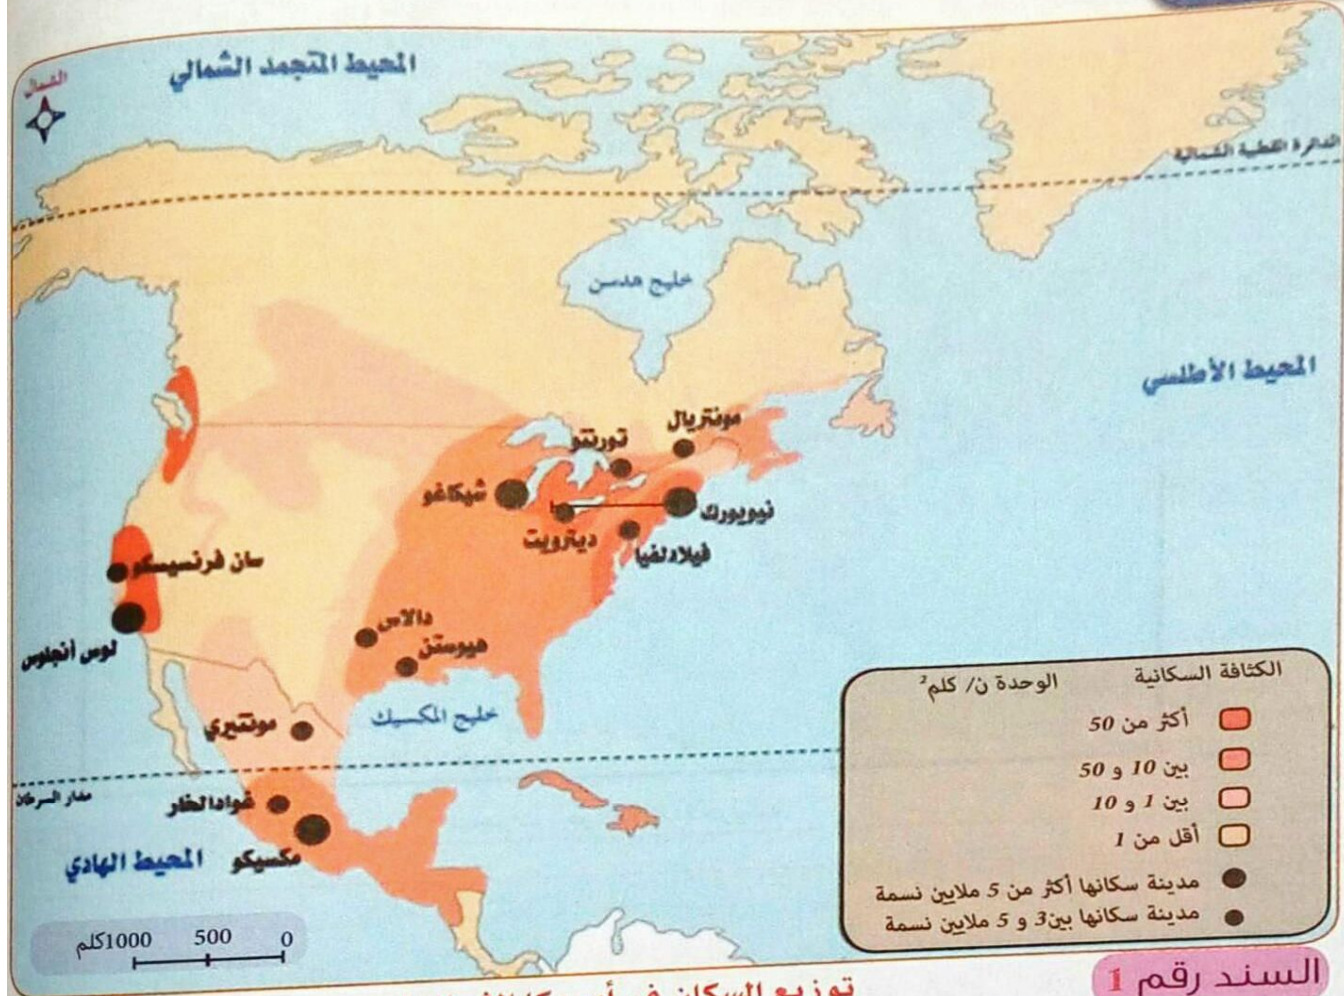 المحيط المتجمد الشمالي
الشمال
الدائرة القطبية الشمالية
خليج هدسن
المحيط الأطلسي
مونتريال
تورنتو
شيكاغو
نيويورك
ديترويت
فيلادلفيا
سان فرنسيسكو
دالاس
هيوستن
لوس أنجلوس
خليج المكسيك
مونتيري
مدار السرطان
غوادالخار
مكسيكو
المحيط الهادي
الكثافة السكانية الوحدة ن/ كلم²
أكثر من 50
بين 10 و 50
بين 1 و 10
أقل من 1
مدينة سكانها أكثر من 5 ملايين نسمة
مدينة سكانها بين3 و 5 ملايين نسمة
0 500 1000كلم
السند رقم 1
توزيع السكان في